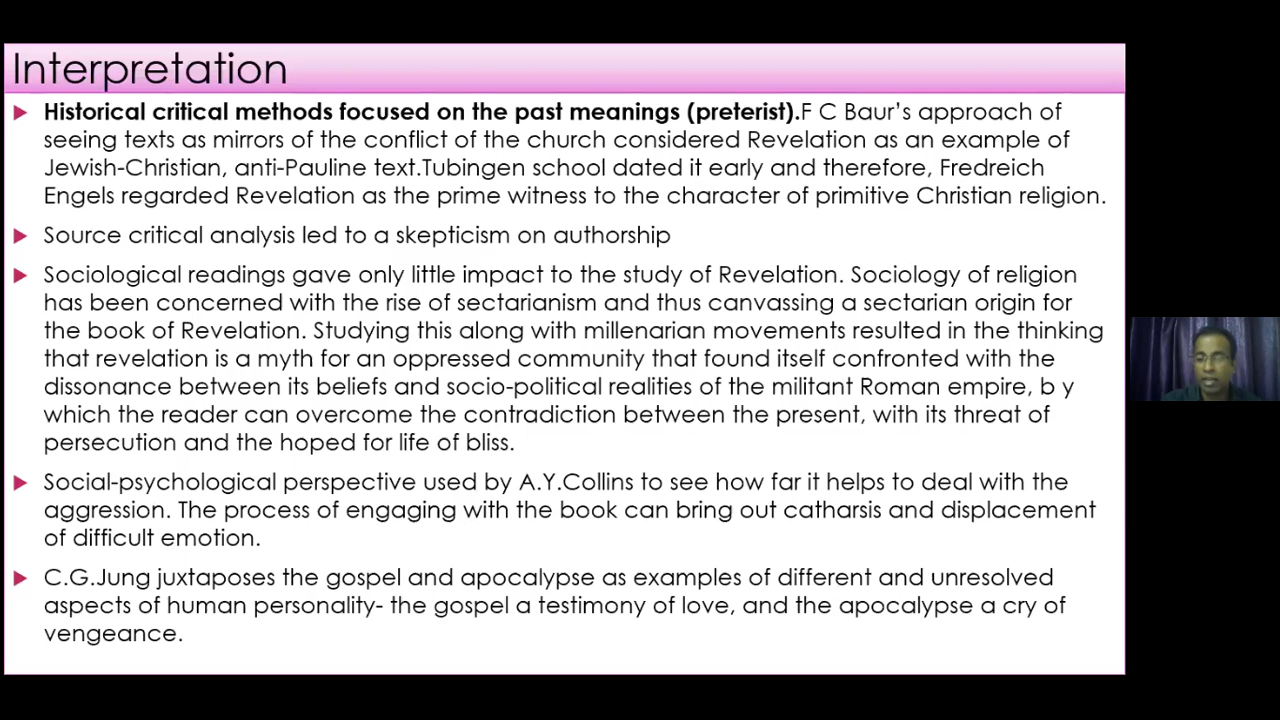 Interpretation
Historical critical methods focused on the past meanings (preterist).F C Baur's approach of
seeing texts as mirrors of the conflict of the church considered Revelation as an example of
Jewish-Christian, anti-Pauline text.Tubingen school dated it early and therefore, Fredreich
Engels regarded Revelation as the prime witness to the character of primitive Christian religion.
Source critical analysis led to a skepticism on authorship
Sociological readings gave only little impact to the study of Revelation. Sociology of religion
has been concerned with the rise of sectarianism and thus canvassing a sectarian origin for
the book of Revelation. Studying this along with millenarian movements resulted in the thinking
that revelation is a myth for an oppressed community that found itself confronted with the
dissonance between its beliefs and socio-political realities of the militant Roman empire, b y
which the reader can overcome the contradiction between the present, with its threat of
persecution and the hoped for life of bliss.
Social-psychological perspective used by A.Y.Collins to see how far it helps to deal with the
aggression. The process of engaging with the book can bring out catharsis and displacement
of difficult emotion.
C.G.Jung juxtaposes the gospel and apocalypse as examples of different and unresolved
aspects of human personality- the gospel a testimony of love, and the apocalypse a cry of
vengeance.